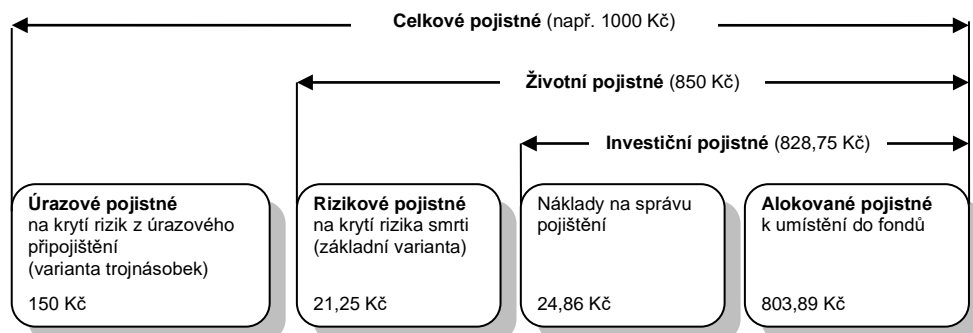 Celkové pojistné (např. 1000 Kč)
Životní pojistné (850 Kč)
Investiční pojistné (828,75 Kč)
Úrazové pojistné
na krytí rizik z úrazového
připojištění
(varianta trojnásobek)
150 Kč
Rizikové pojistné
na krytí rizika smrti
(základní varianta)
21,25 Kč
Náklady na správu
pojištění
24,86 Kč
Alokované pojistné
k umístění do fondů
803,89 Kč